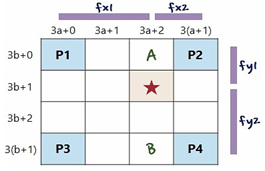 fx1 fx2
3a+0 3a+1 3a+2 3(a+1)
3b+0 P1 A P2
fy1
3b+1
3b+2
fy2
3(b+1) P3 B P4